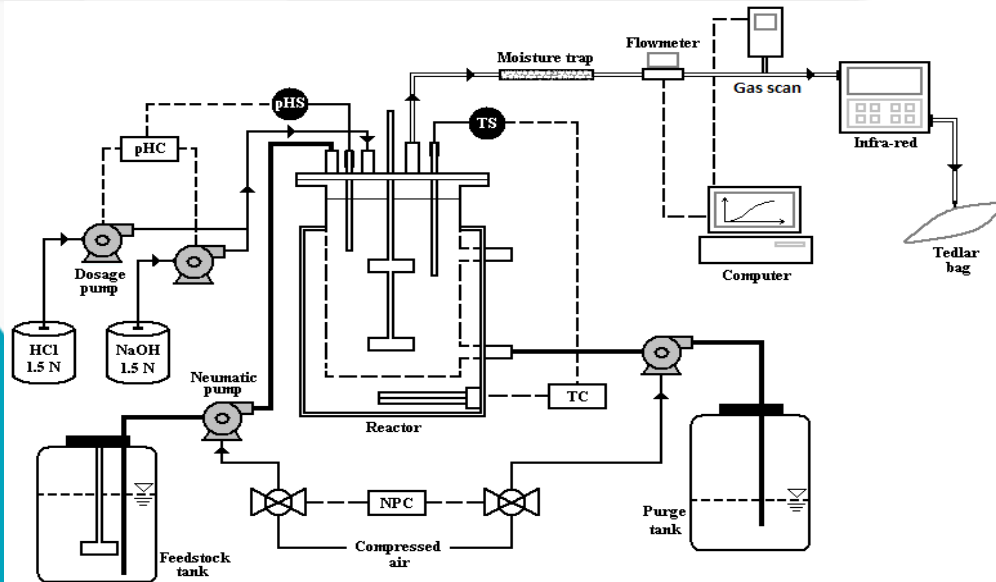 Flowmeter
Moisture trap
Gas scan
pHS
TS
pHC
Infra-red
Dosage
pump
Computer
Tedlar
bag
HCl
1.5 N
NaOH
1.5 N
Neumatic
pump
TC
Reactor
NPC
Purge
tank
Compressed
air
Feedstock
tank